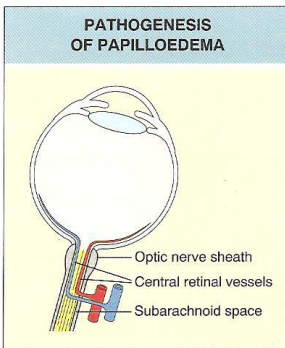 PATHOGENESIS
OF PAPILLOEDEMA
Optic nerve sheath
Central retinal vessels
Subarachnoid space